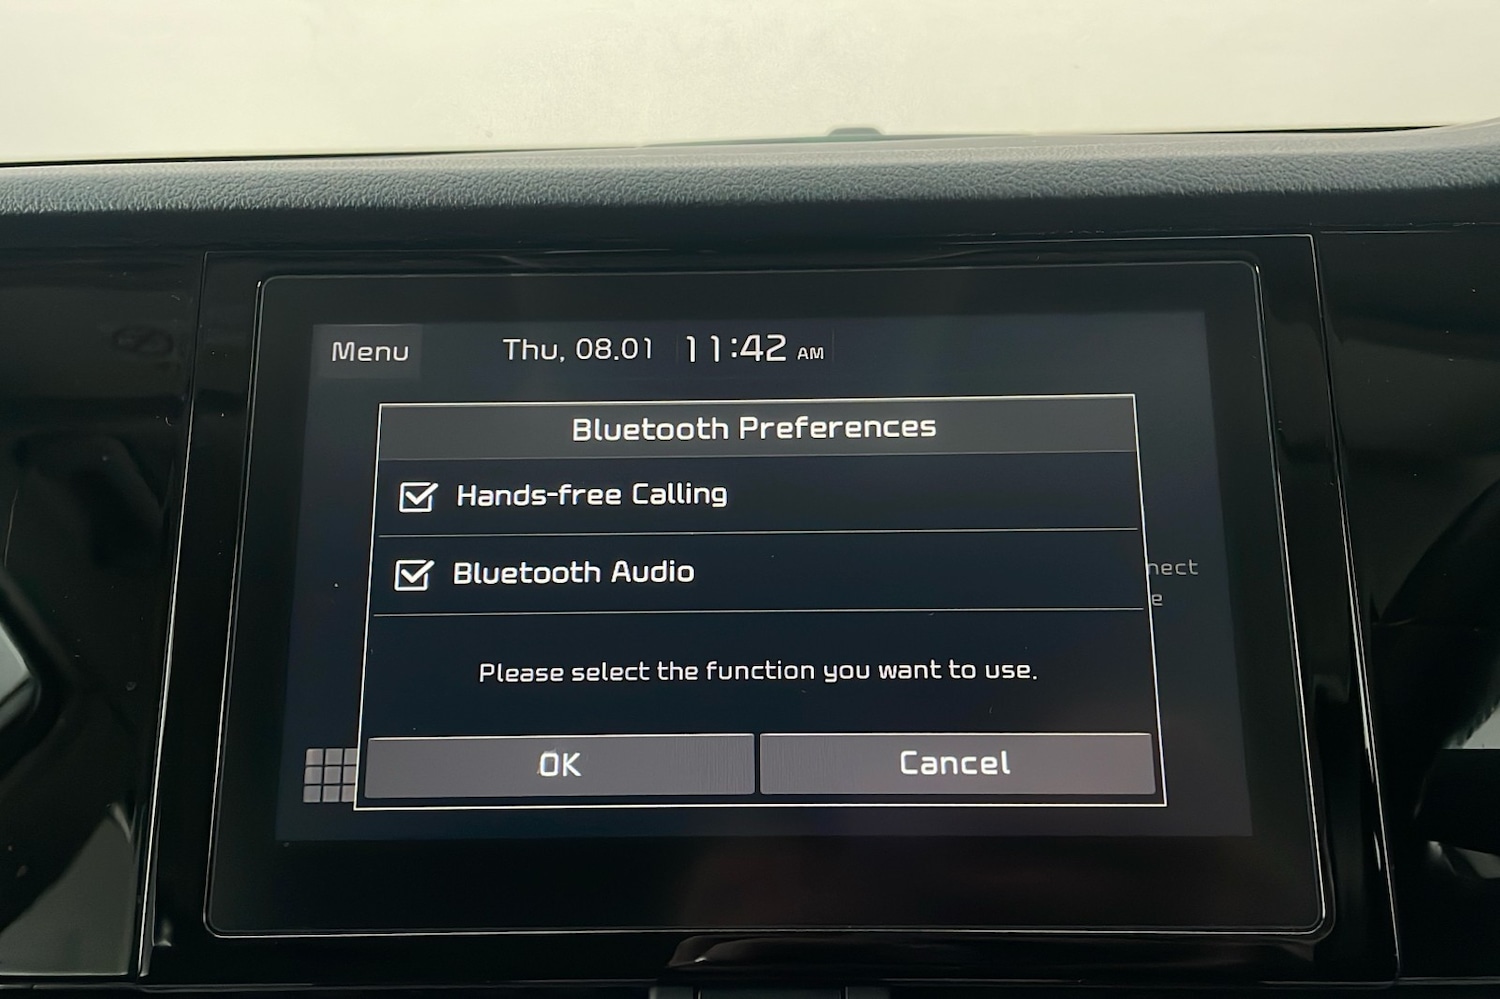 Menu Thu, 08.01 11:42 AM
Bluetooth Preferences
Hands-free Calling
Bluetooth Audio
Please select the function you want to use.
OK Cancel